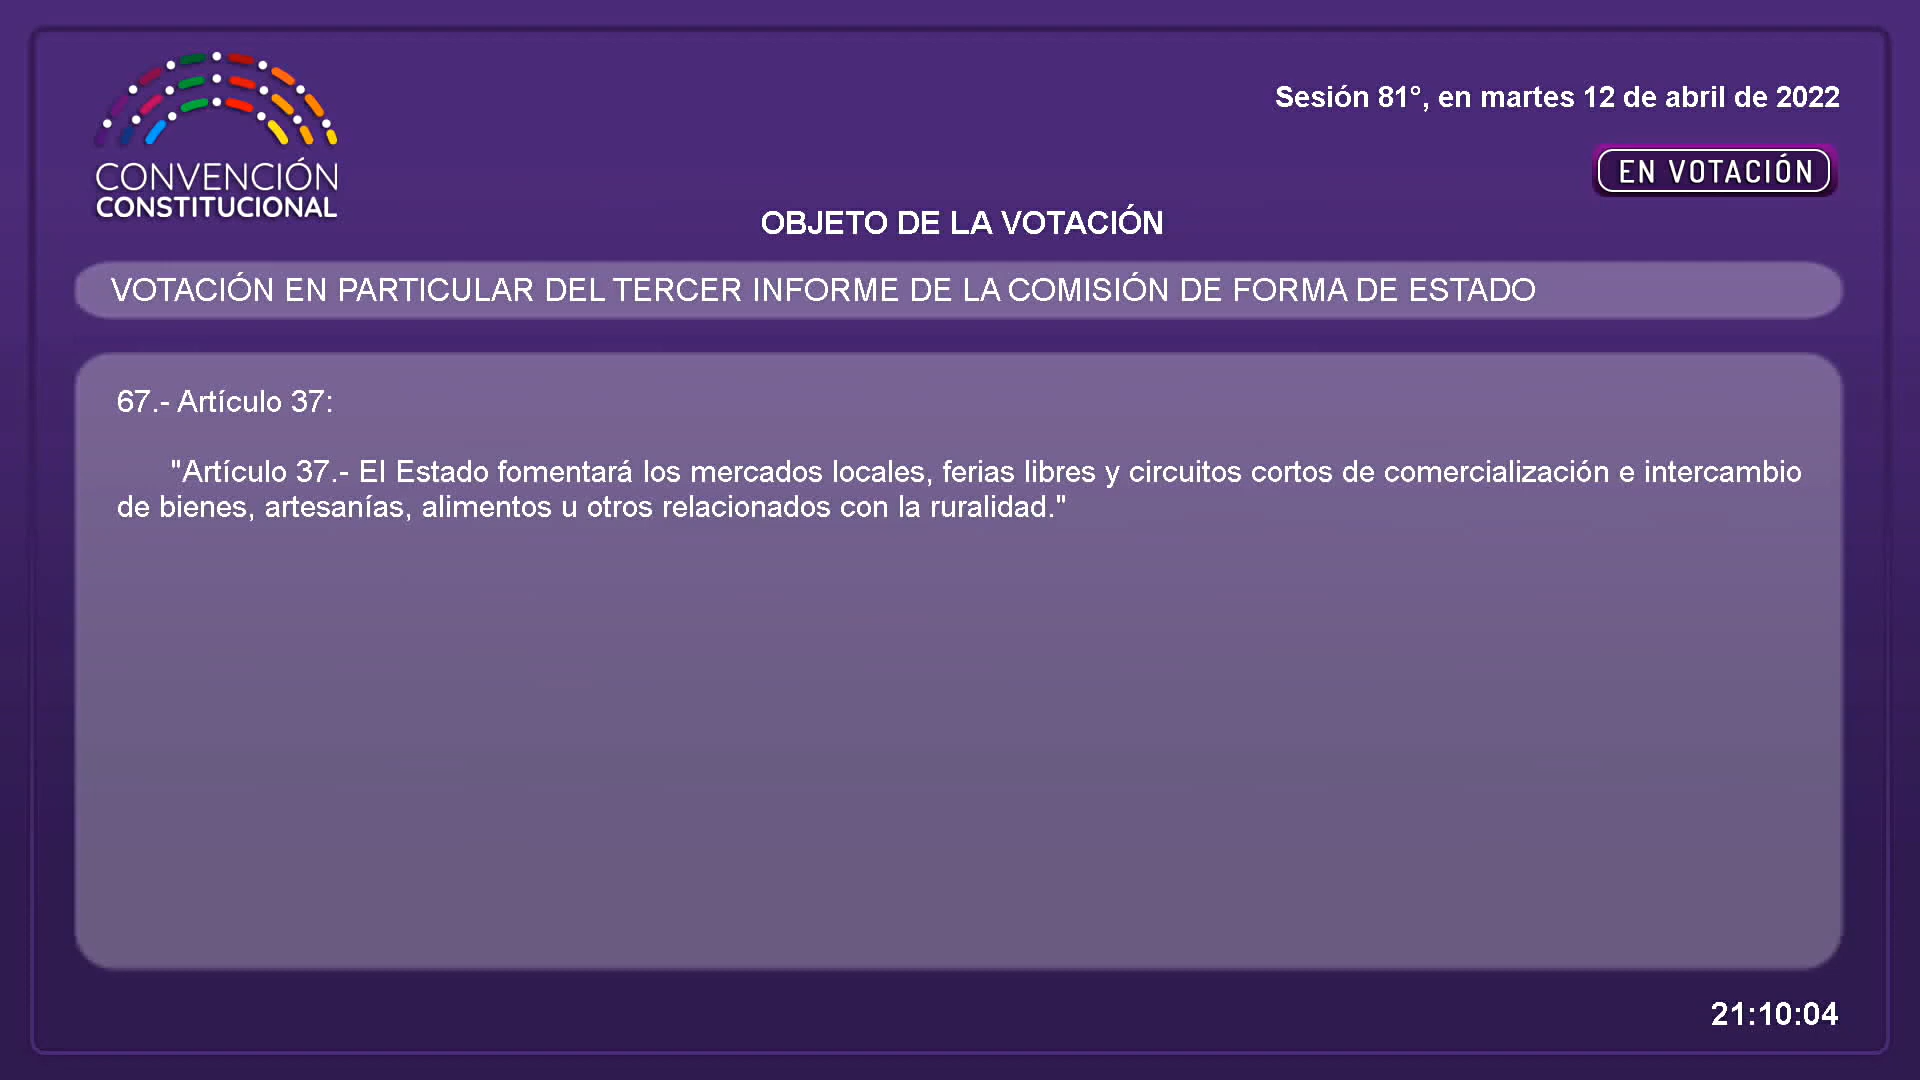 CONVENCIÓN
CONSTITUCIONAL
Sesión 81°, en martes 12 de abril de 2022
EN VOTACIÓN
OBJETO DE LA VOTACIÓN
VOTACIÓN EN PARTICULAR DEL TERCER INFORME DE LA COMISIÓN DE FORMA DE ESTADO
67.- Artículo 37:
"Artículo 37.- El Estado fomentará los mercados locales, ferias libres y circuitos cortos de comercialización e intercambio
de bienes, artesanías, alimentos u otros relacionados con la ruralidad."
21:10:04